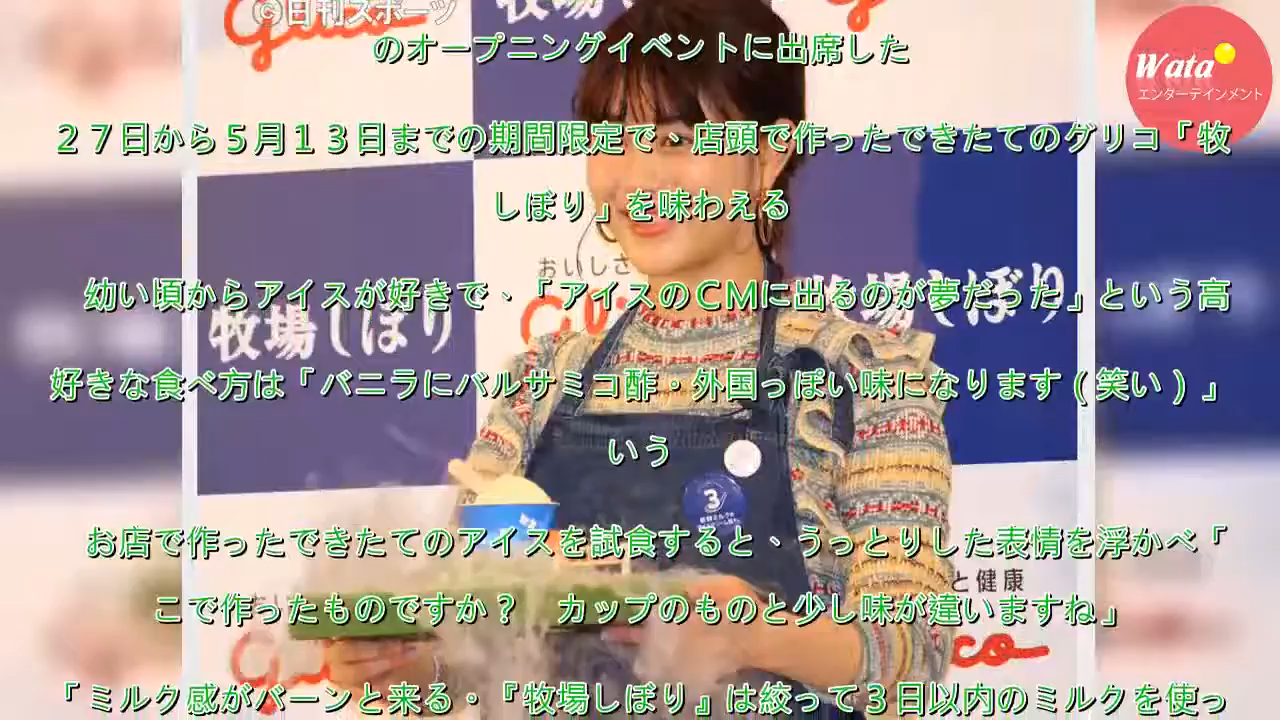 ©日刊スポーツ
Glico
牧場しぼり
のオープニングイベントに出席した
Wata
エンターテインメント
２７日から５月１３日までの期間限定で、店頭で作ったできたてのグリコ「牧
しぼり」を味わえる
おいしさ
幼い頃からアイスが好きで、「アイスのＣＭに出るのが夢だった」という高
牧場しぼり
牧場しぼり
好きな食べ方は「バニラにバルサミコ酢・外国っぽい味になります(笑い)」
いう
3
お店で作ったできたてのアイスを試食すると、うっとりした表情を浮かべ「
と健康
こで作ったものですか？　カップのものと少し味が違いますね」
「ミルク感がバーンと来る・『牧場しぼり』は絞って３日以内のミルクを使っ